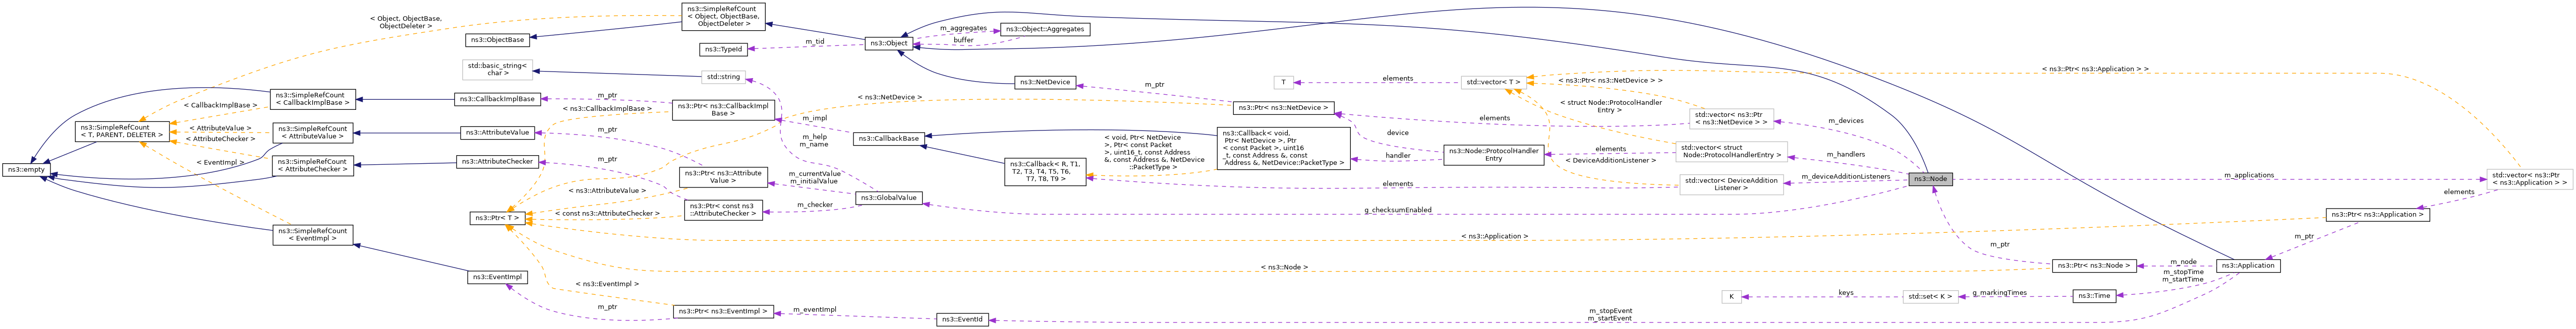 ns3::empty
ns3::SimpleRefCount
< T, PARENT, DELETER >
ns3::SimpleRefCount
< CallbackImplBase >
ns3::SimpleRefCount
< AttributeValue >
ns3::SimpleRefCount
< AttributeChecker >
ns3::SimpleRefCount
< EventImpl >
< Object, ObjectBase,
ObjectDeleter >
< CallbackImplBase >
< AttributeValue >
< AttributeChecker >
< EventImpl >
ns3::ObjectBase
std::basic_string<
char >
ns3::CallbackImplBase
ns3::AttributeValue
ns3::AttributeChecker
ns3::Ptr< T >
ns3::EventImpl
m_ptr
< ns3::CallbackImplBase >
m_ptr
m_ptr
< ns3::AttributeValue >
< const ns3::AttributeChecker >
< ns3::EventImpl >
m_ptr
ns3::SimpleRefCount
< Object, ObjectBase,
ObjectDeleter >
ns3::TypeId
std::string
ns3::Ptr< ns3::CallbackImpl
Base >
ns3::Ptr< ns3::Attribute
Value >
ns3::Ptr< const ns3
::AttributeChecker >
ns3::Ptr< ns3::EventImpl >
m_tid
m_impl
m_help
m_name
m_currentValue
m_initialValue
m_checker
m_eventImpl
ns3::Object
< ns3::NetDevice >
ns3::CallbackBase
ns3::GlobalValue
ns3::EventId
m_aggregates
buffer
ns3::Object::Aggregates
ns3::NetDevice
ns3::Callback< R, T1,
T2, T3, T4, T5, T6,
T7, T8, T9 >
m_ptr
< void, Ptr< NetDevice
>, Ptr< const Packet
>, uint16_t, const Address
&, const Address &, NetDevice
::PacketType >
ns3::Ptr< ns3::NetDevice >
ns3::Callback< void,
Ptr< NetDevice >, Ptr
< const Packet >, uint16
_t, const Address &, const
Address &, NetDevice::PacketType >
T
elements
device
handler
elements
g_checksumEnabled
< ns3::Node >
std::vector< T >
elements
ns3::Node::ProtocolHandler
Entry
< ns3::Application >
< ns3::Ptr< ns3::NetDevice > >
< struct Node::ProtocolHandler
Entry >
elements
< DeviceAdditionListener >
m_stopEvent
m_startEvent
std::vector< ns3::Ptr
< ns3::NetDevice > >
std::vector< struct
Node::ProtocolHandlerEntry >
std::vector< DeviceAddition
Listener >
K
keys
m_devices
m_handlers
m_deviceAdditionListeners
ns3::Node
std::set< K >
m_ptr
g_markingTimes
< ns3::Ptr< ns3::Application > >
ns3::Ptr< ns3::Node >
ns3::Time
m_applications
m_node
m_stopTime
m_startTime
ns3::Application
m_ptr
ns3::Ptr< ns3::Application >
elements
std::vector< ns3::Ptr
< ns3::Application > >